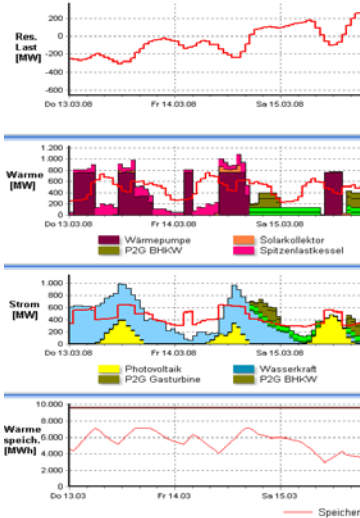 Res.
Last
[MW]
200
0
-200
-400
-600
Do 13.03.08 Fr 14.03.08 Sa 15.03.08
Wärme
[MW]
1.200
1.000
800
600
400
200
0
Do 13.03.08 Fr 14.03.08 Sa 15.03.08
Wärmepumpe Solarkollektor
P2G BHKW Spitzenlastkessel
Strom
[MW]
1.000
800
600
400
200
0
Do 13.03.08 Fr 14.03.08 Sa 15.03.08
Photovoltaik Wasserkraft
P2G Gasturbine P2G BHKW
Wärme
speich.
[MWh]
10.000
8.000
6.000
4.000
2.000
0
Do 13.03 Fr 14.03 Sa 15.03
Speicher